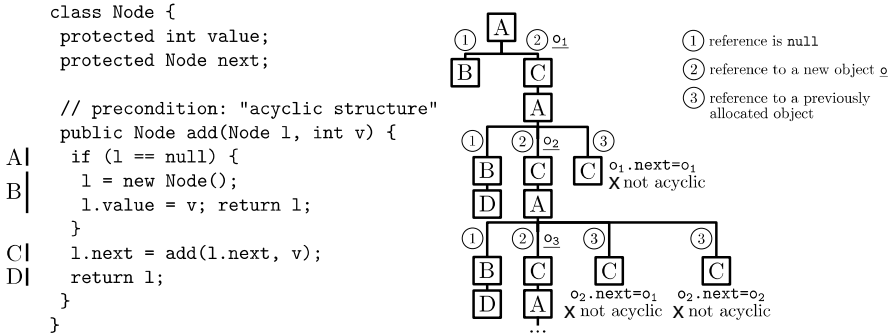 class Node {
protected int value;
protected Node next;
// precondition: "acyclic structure"
public Node add(Node l, int v) {
A if (l == null) {
B l = new Node();
l.value = v; return l;
}
C l.next = add(l.next, v);
D return l;
}
}
A
1 2 o1
B C
A
1 2 o2 3
B C C o1.next=o1
X not acyclic
D A
1 2 o3 3 3
B C C C
D A o2.next=o1 o2.next=o2
X not acyclic X not acyclic
...
1 reference is null
2 reference to a new object o
3 reference to a previously
allocated object